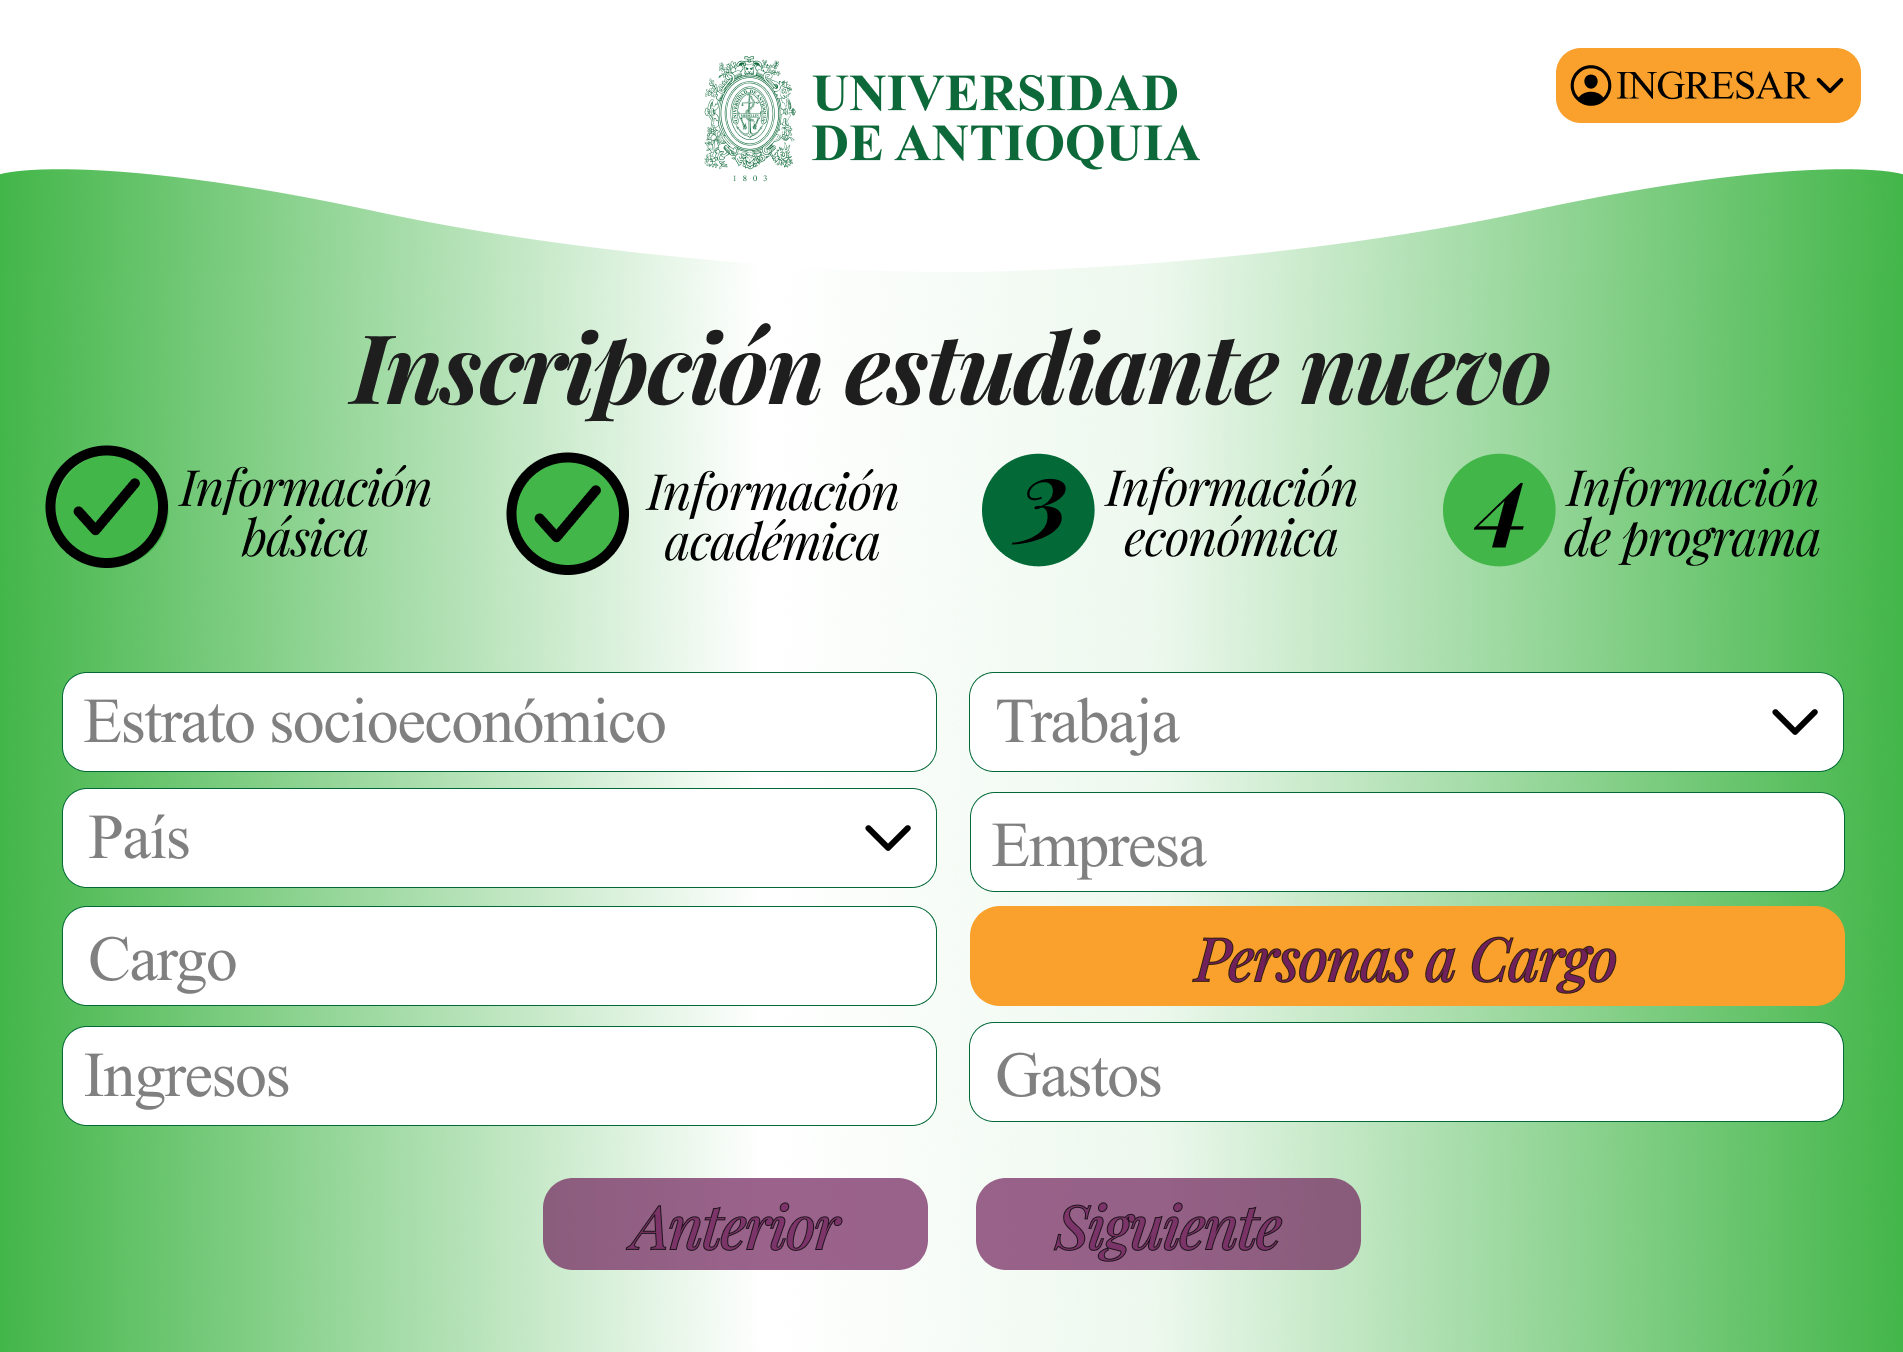 UNIVERSIDAD
DE ANTIOQUIA
1803
INGRESAR
Inscripción estudiante nuevo
Información
básica
Información
académica
3
Información
económica
4
Información
de programa
Estrato socioeconómico
Trabaja
País
Empresa
Cargo
Personas a Cargo
Ingresos
Gastos
Anterior
Siguiente